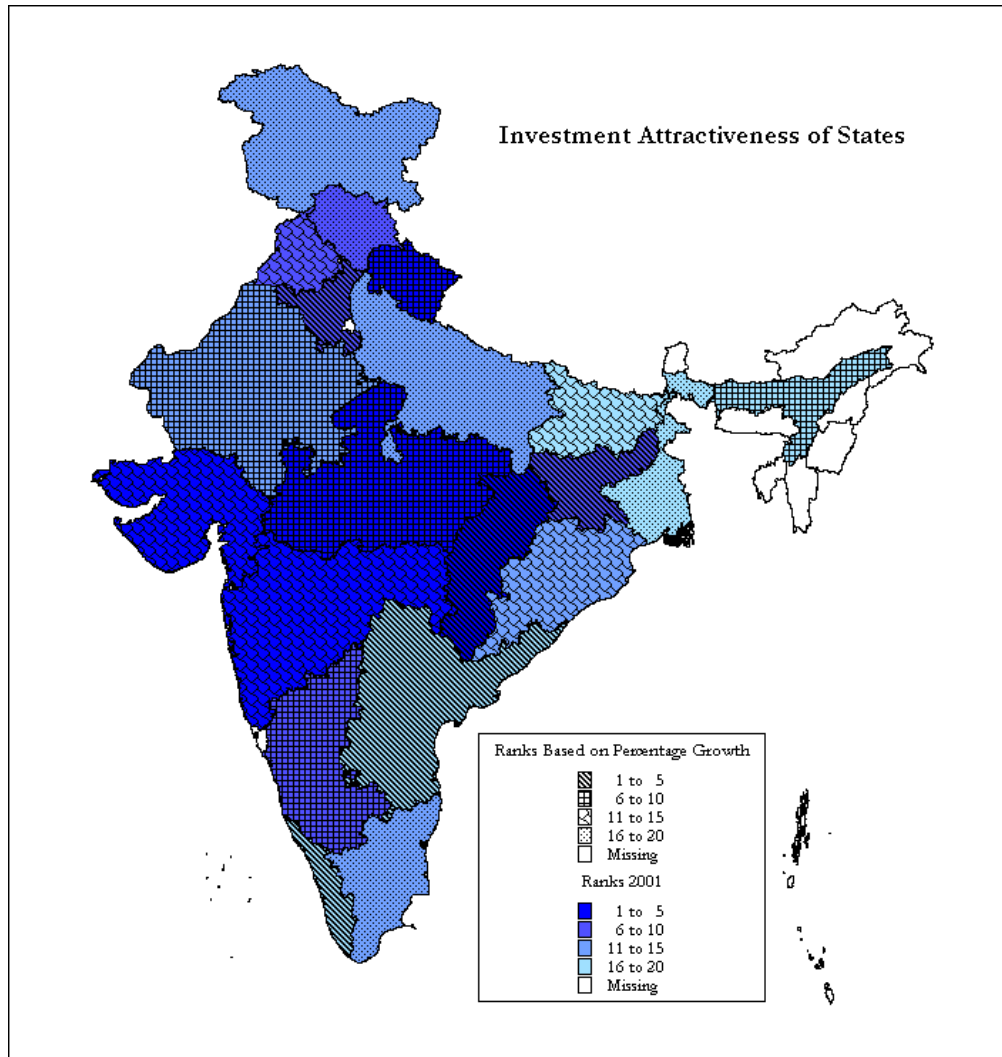 Investment Attractiveness of States
Ranks Based on Percentage Growth
1 to 5
6 to 10
11 to 15
16 to 20
Missing
Ranks 2001
1 to 5
6 to 10
11 to 15
16 to 20
Missing